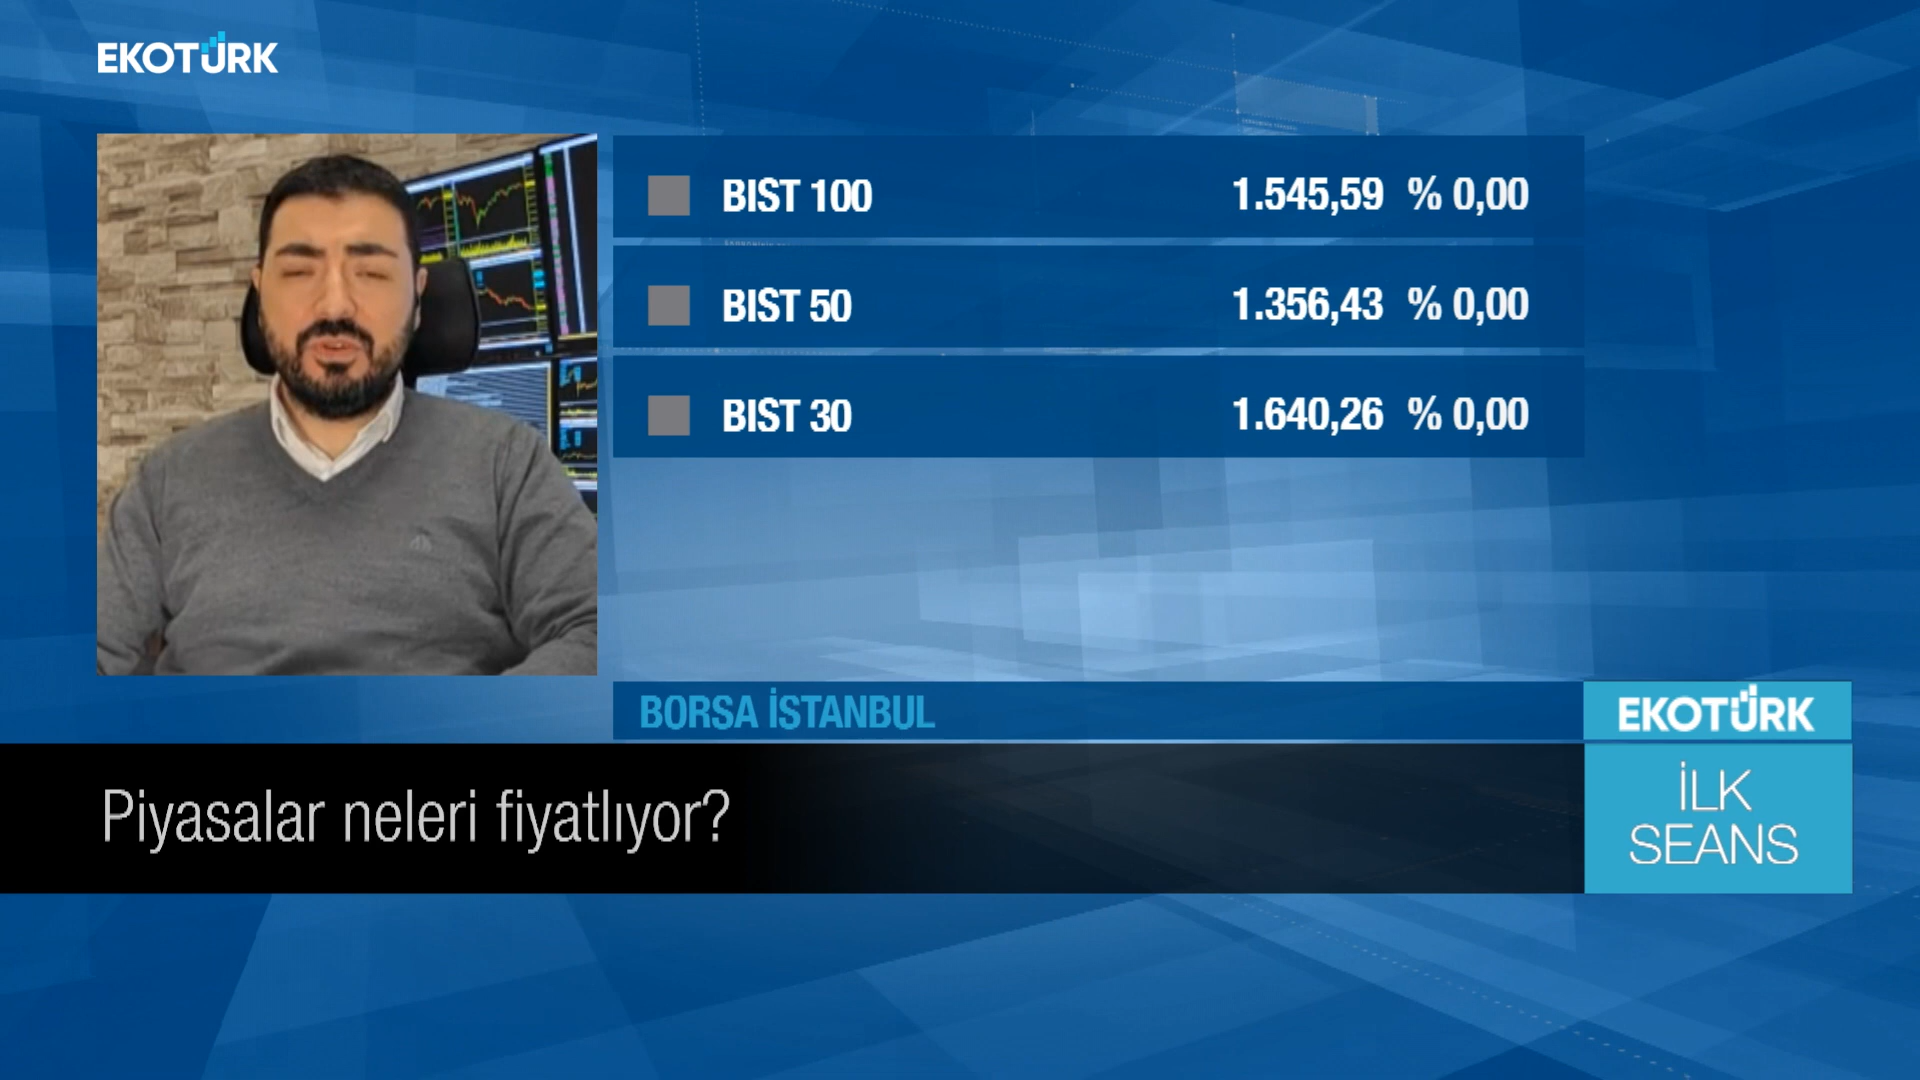 EKOTÜRK
BIST 100 1.545,59 % 0,00
BIST 50 1.356,43 % 0,00
BIST 30 1.640,26 % 0,00
BORSA İSTANBUL
EKOTÜRK
Piyasalar neleri fiyatlıyor?
İLK
SEANS